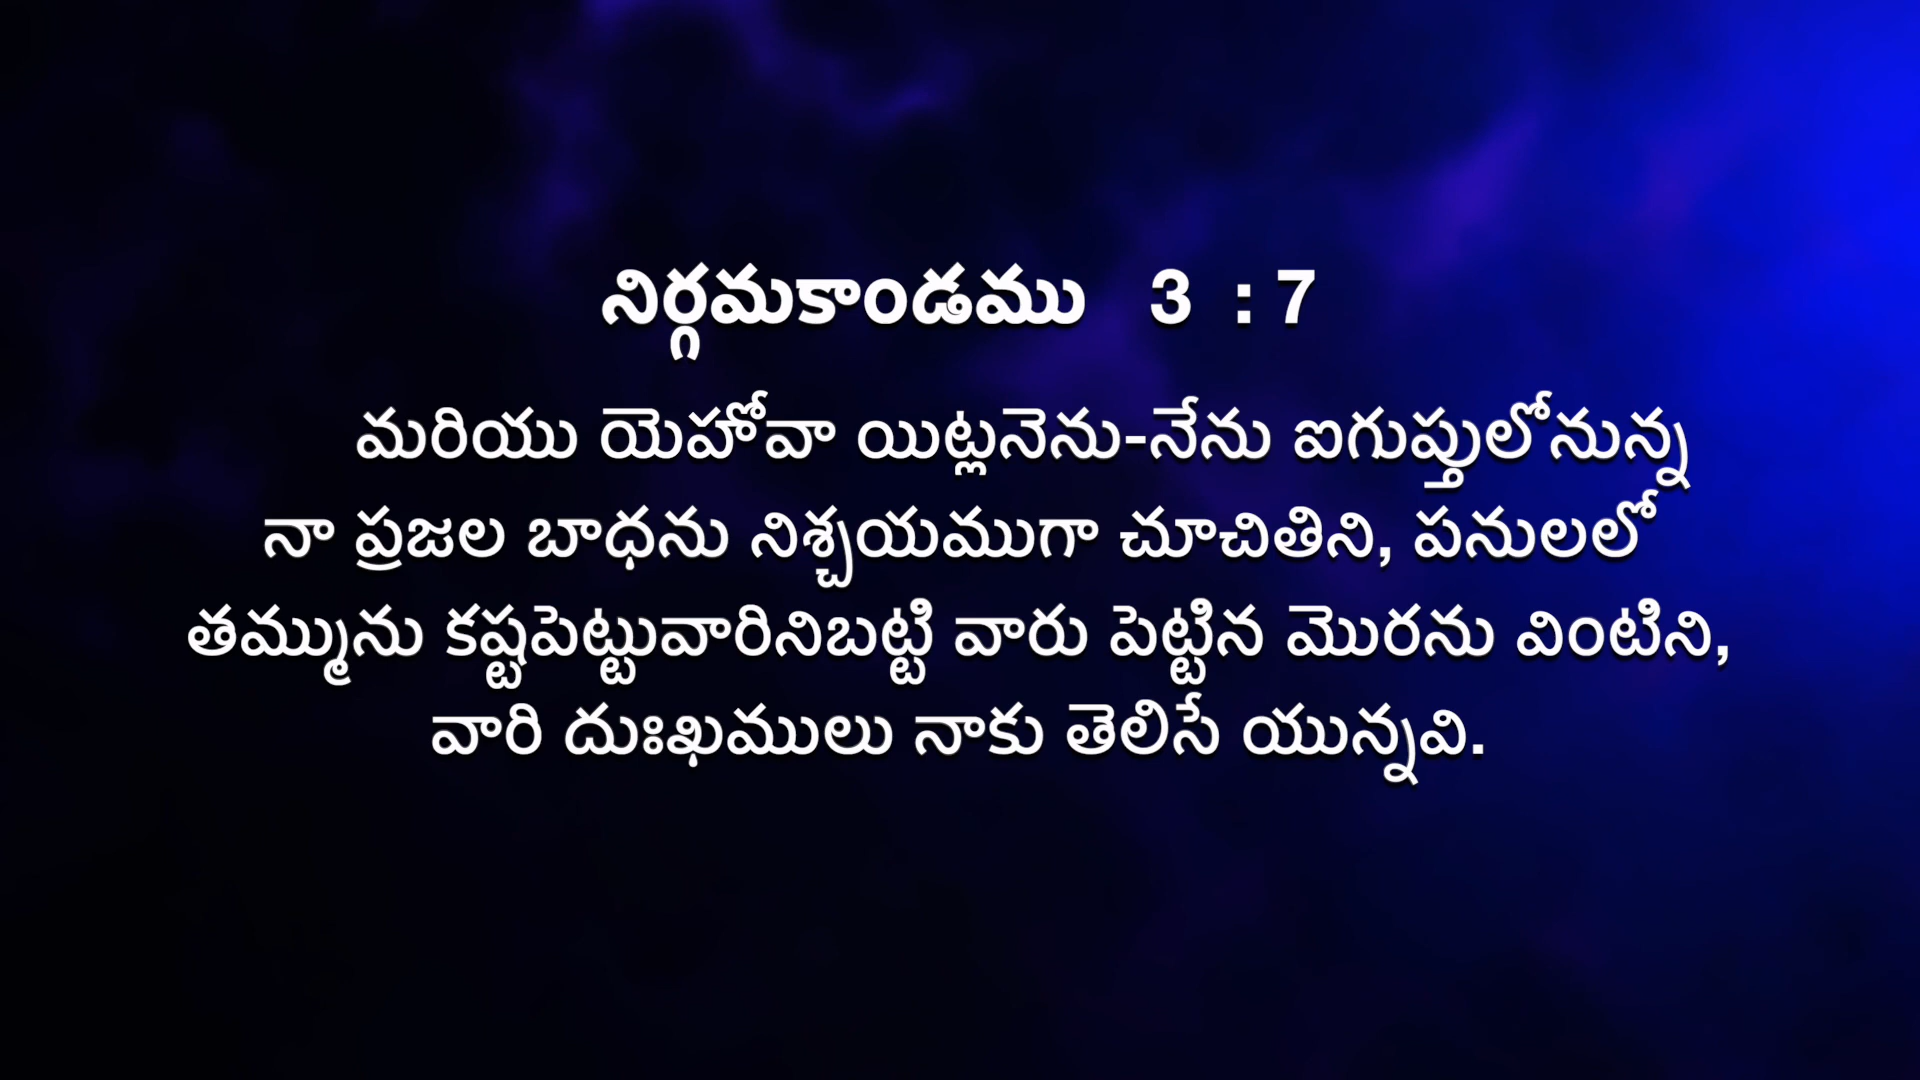 నిర్గమకాండము 3 : 7
మరియు యెహోవా యిట్లనెను-నేను ఐగుప్తులోనున్న
నా ప్రజల బాధను నిశ్చయముగా చూచితిని, పనులలో
తమ్మును కష్టపెట్టువారినిబట్టి వారు పెట్టిన మొరను వింటిని,
వారి దుఃఖములు నాకు తెలిసే యున్నవి.